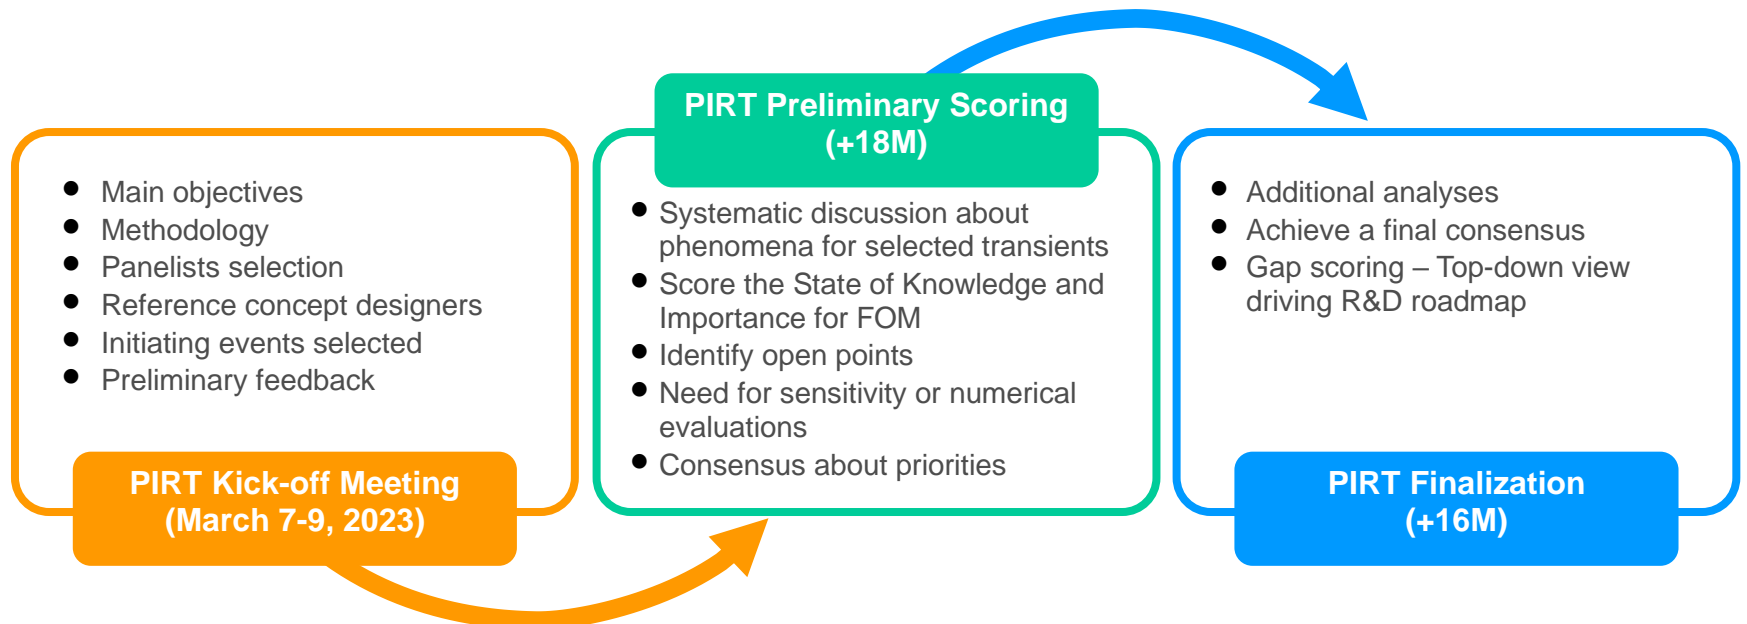 Main objectives
Methodology
Panelists selection
Reference concept designers
Initiating events selected
Preliminary feedback
PIRT Kick-off Meeting
(March 7-9, 2023)
PIRT Preliminary Scoring
(+18M)
Systematic discussion about
phenomena for selected transients
Score the State of Knowledge and
Importance for FOM
Identify open points
Need for sensitivity or numerical
evaluations
Consensus about priorities
Additional analyses
Achieve a final consensus
Gap scoring – Top-down view
driving R&D roadmap
PIRT Finalization
(+16M)